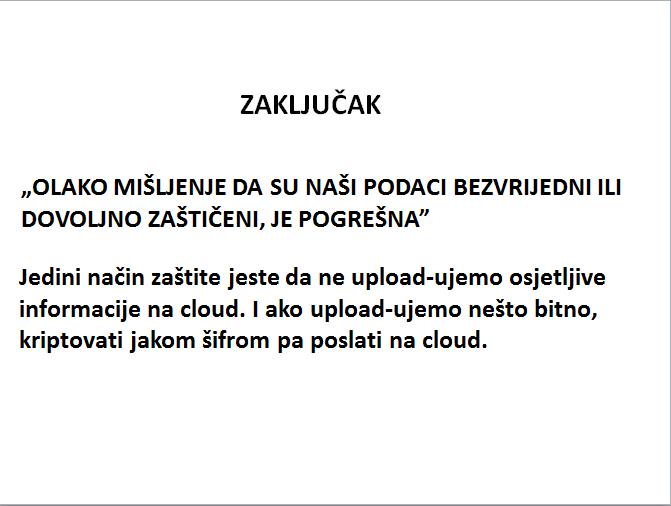 ZAKLJUČAK
„OLAKO MIŠLJENJE DA SU NAŠI PODACI BEZVRIJEDNI ILI
DOVOLJNO ZAŠTIČENI, JE POGREŠNA”
Jedini način zaštite jeste da ne upload-ujemo osjetljive
informacije na cloud. I ako upload-ujemo nešto bitno,
kriptovati jakom šifrom pa poslati na cloud.